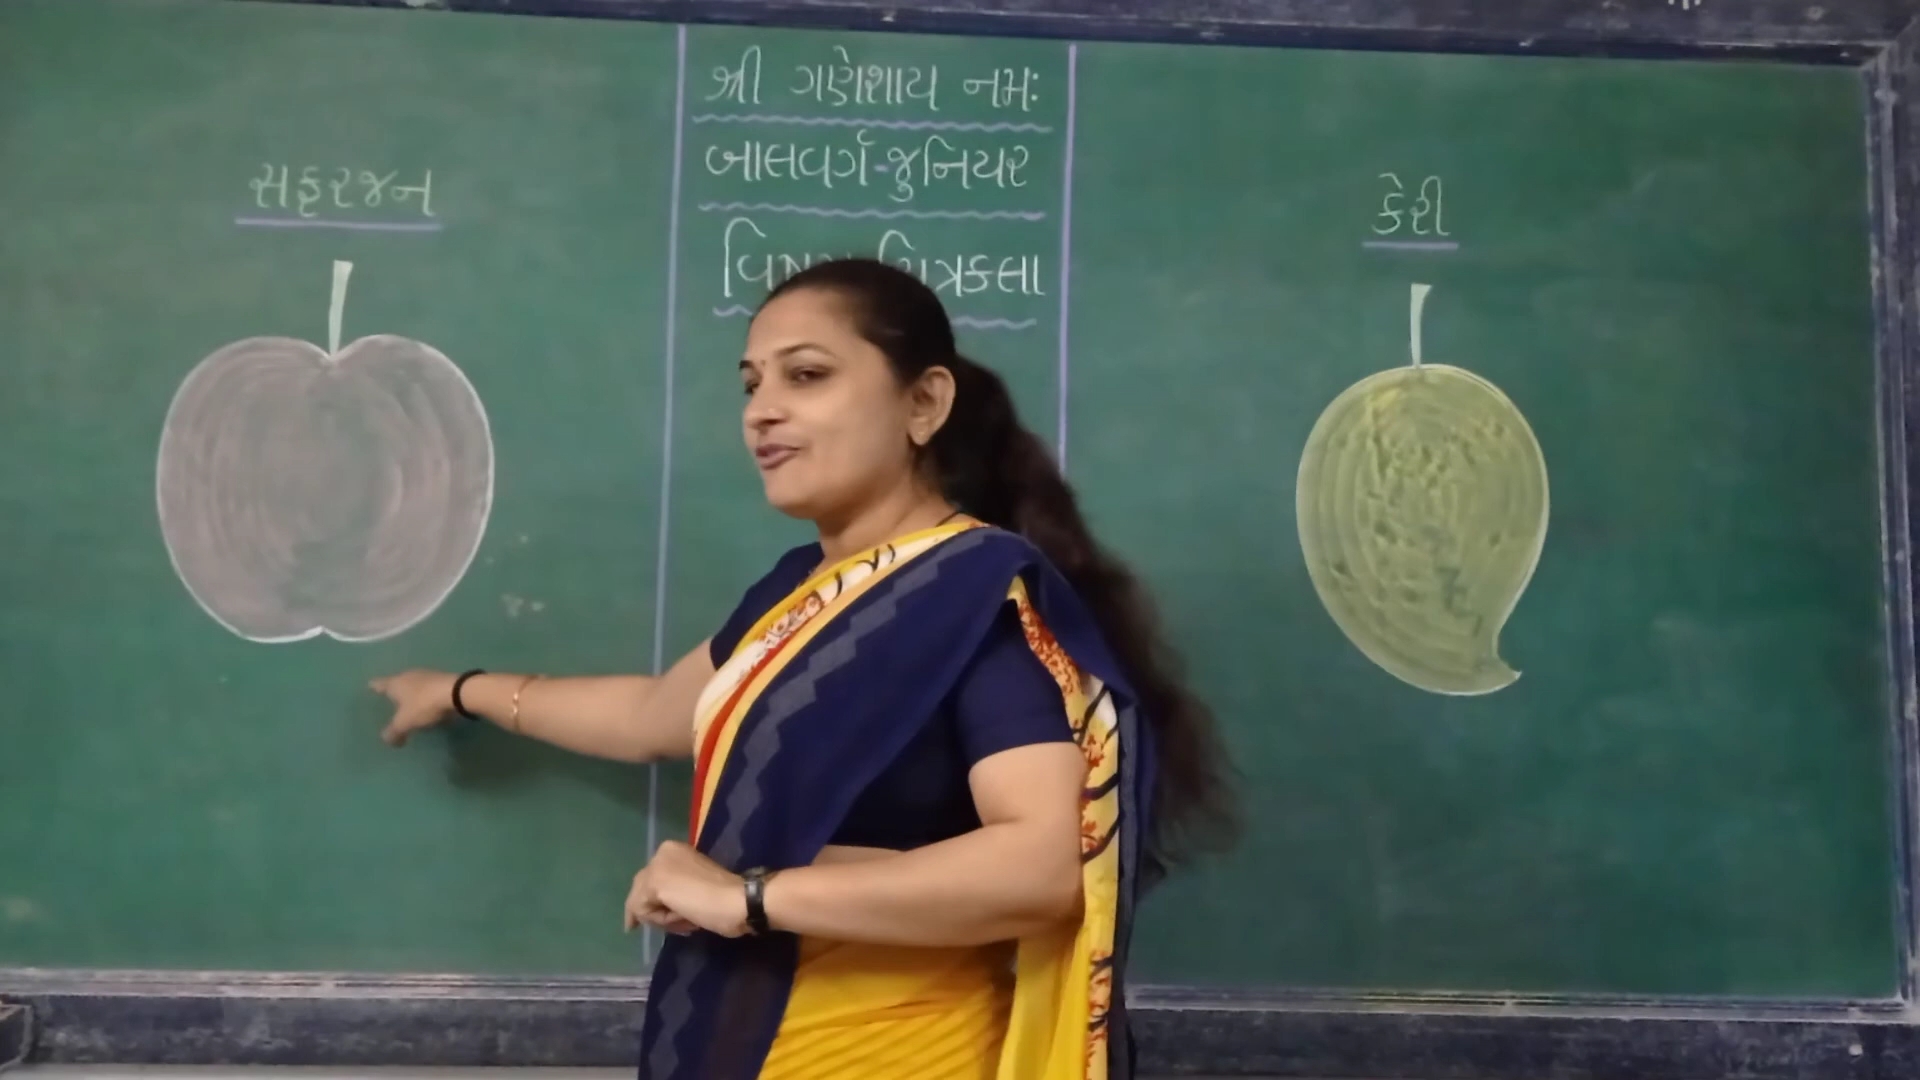 શ્રી ગણેશાય નમઃ
બાલવર્ગ-જુનિયર
સફરજન
કેરી